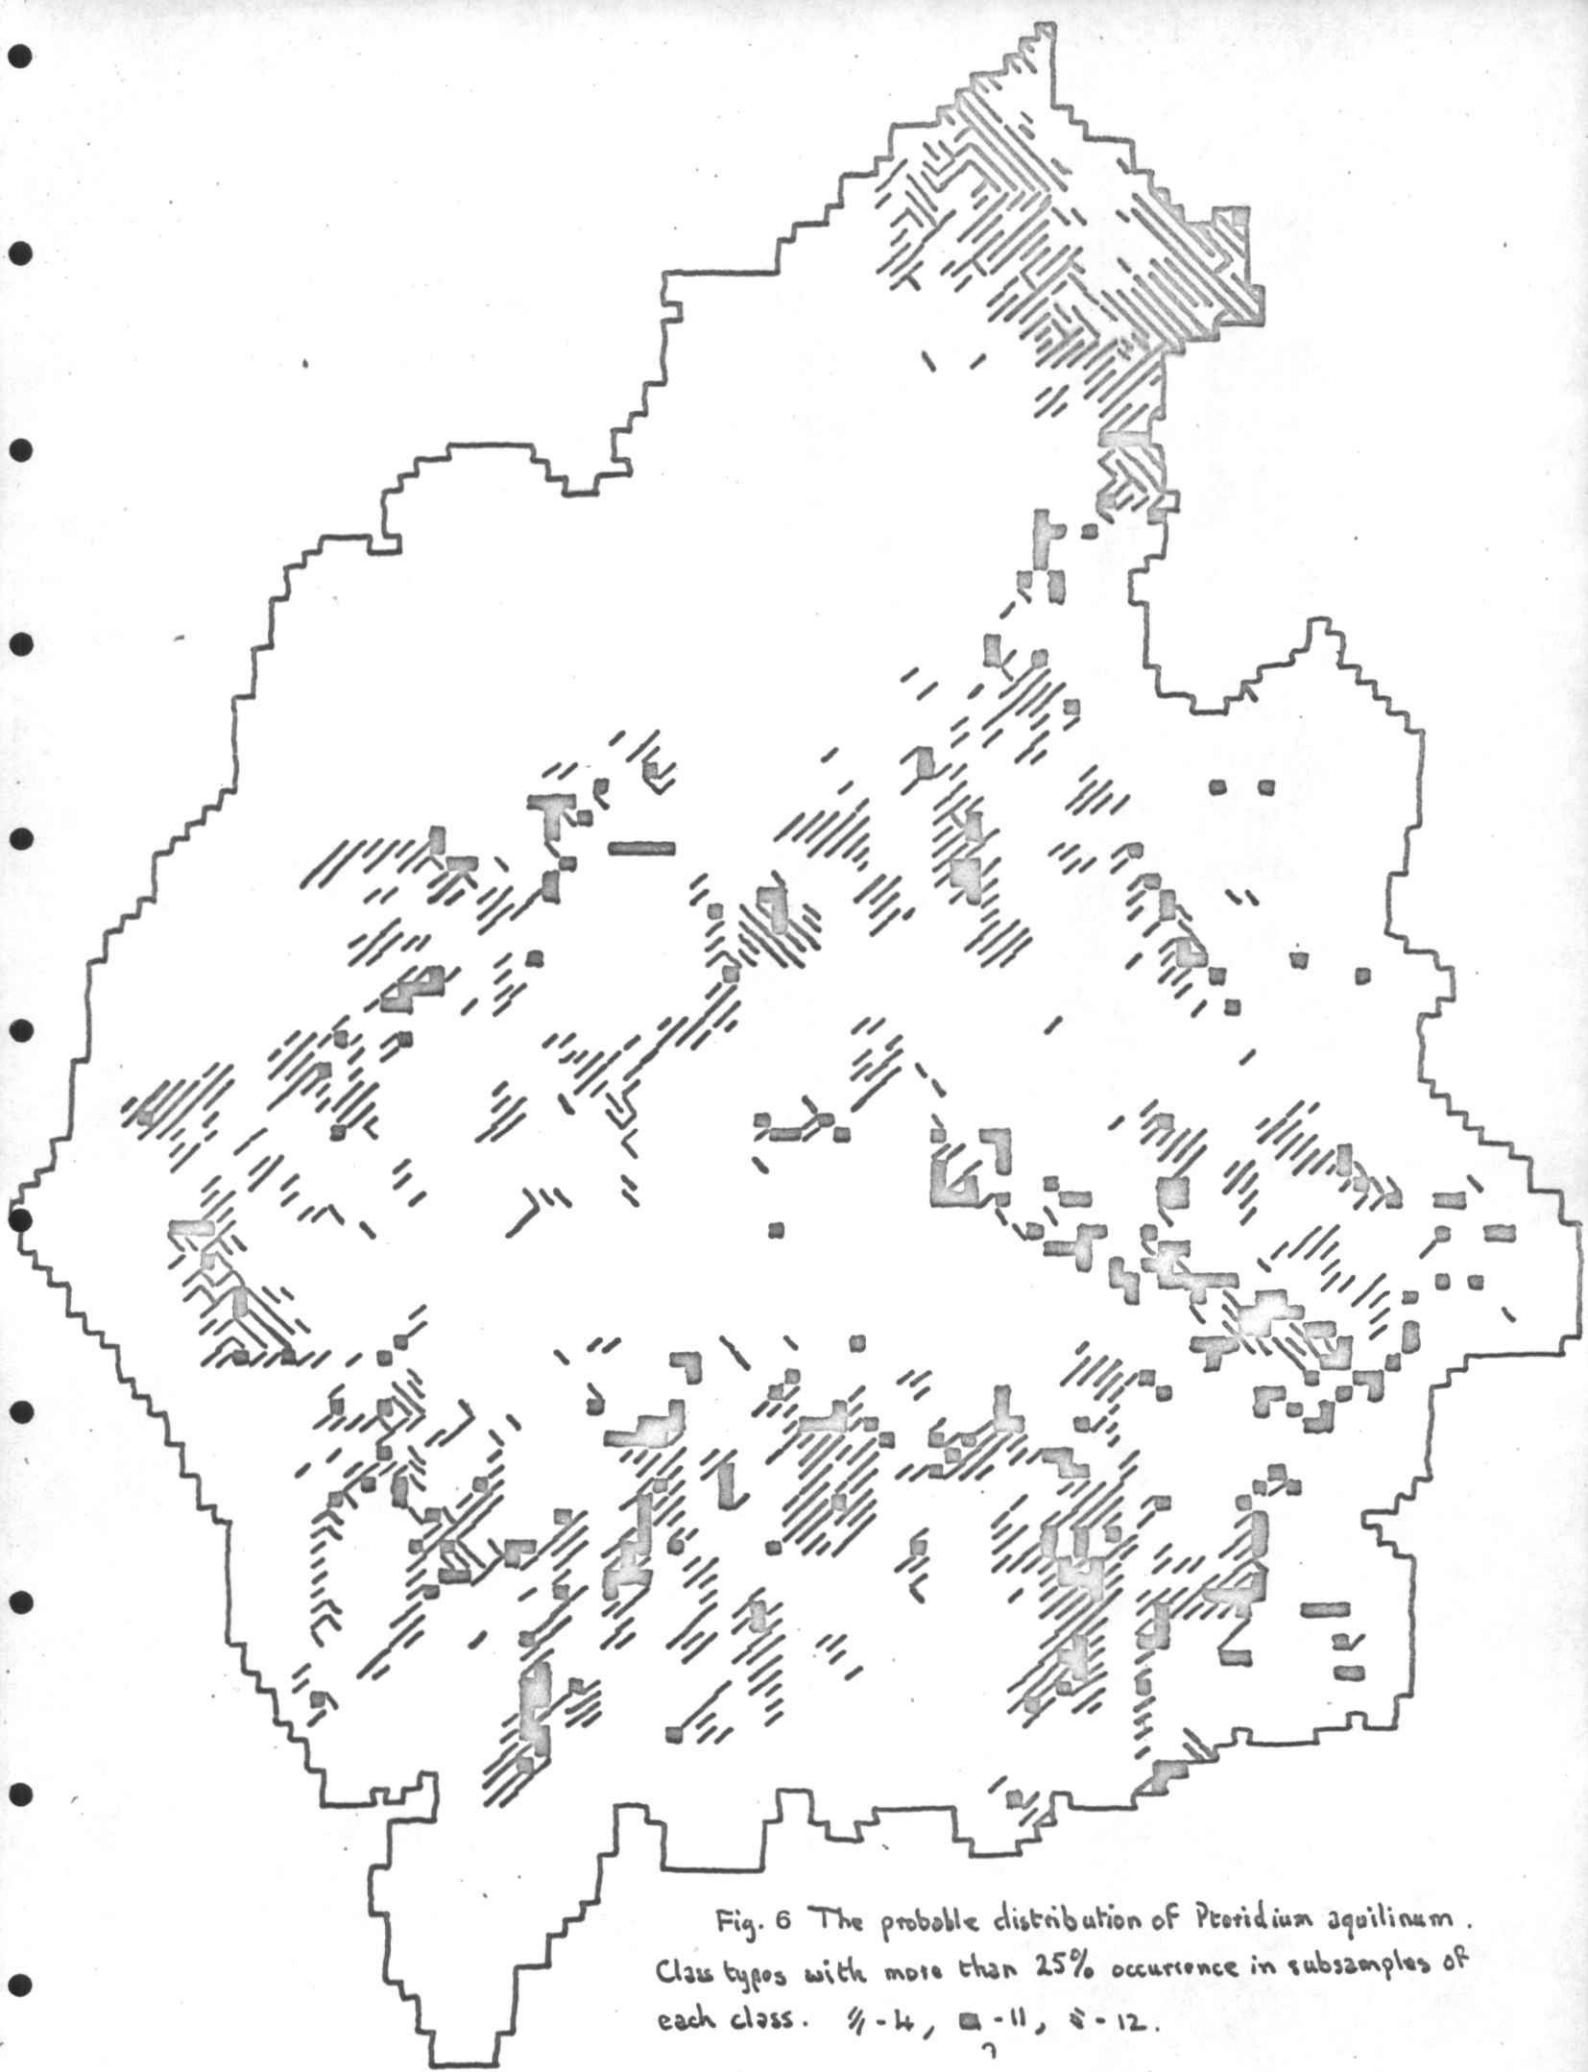 Fig. 6 The probable distribution of Pteridium aquilinum.
Class types with more than 25% occurrence in subsamples of
each class. - 4, - 11, - 12.
?